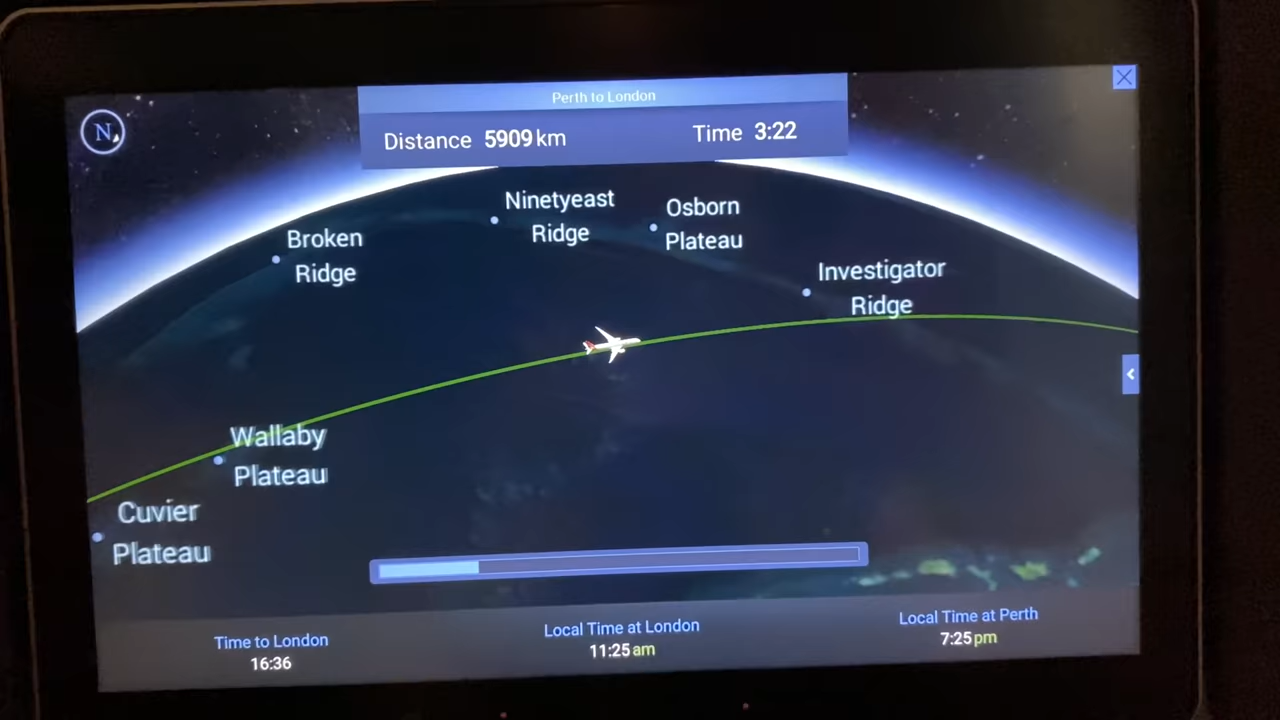 Perth to London
N
Distance 5909 km
Time 3:22
Ninetyeast
Ridge
Osborn
Plateau
Broken
Ridge
Investigator
Ridge
Wallaby
Plateau
Cuvier
Plateau
Time to London
16:36
Local Time at London
11:25 am
Local Time at Perth
7:25 pm